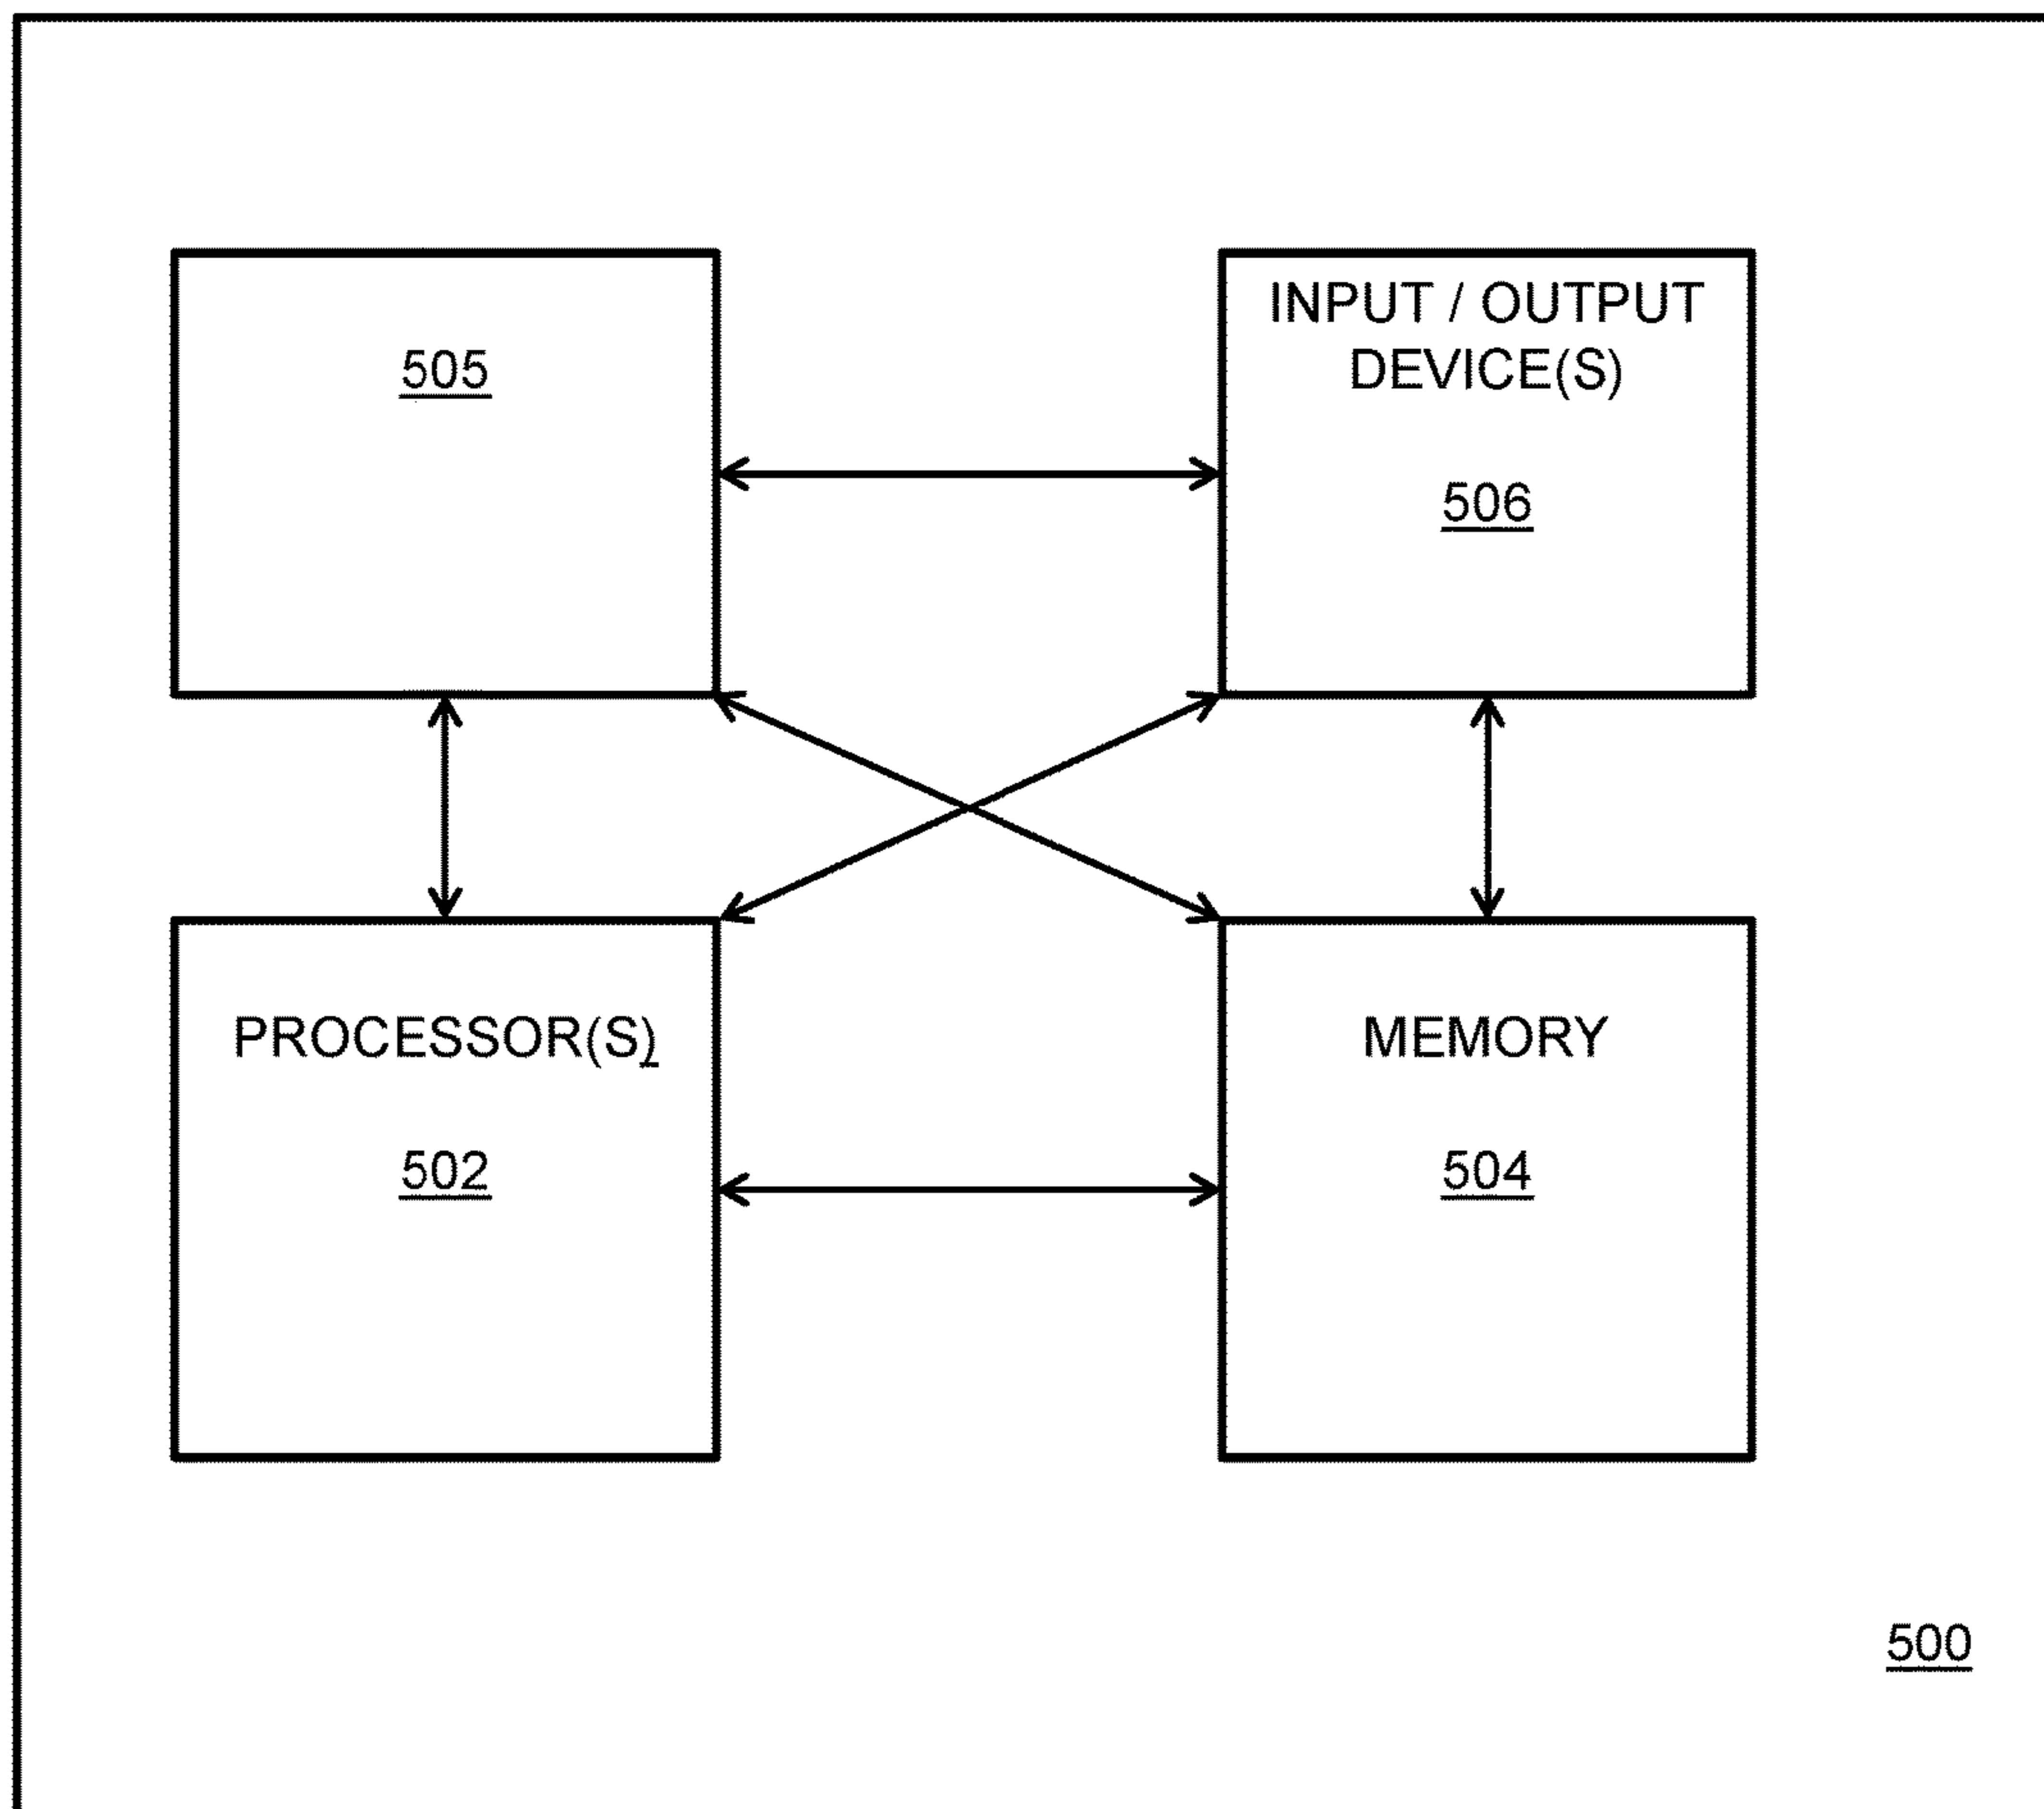 505
INPUT / OUTPUT
DEVICE(S)
506
PROCESSOR(S)
502
MEMORY
504
500